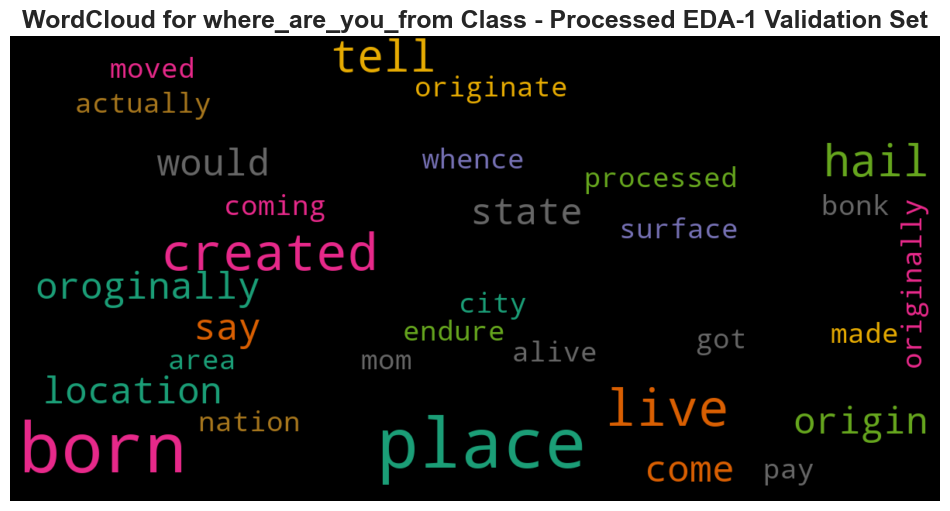 WordCloud for where_are_you_from Class - Processed EDA-1 Validation Set
tell
moved
originate
actually
would
whence
hail
processed
coming
state
bonk
surface
created
originally
oroginally
city
say
endure
made
got
area
mom
alive
location
live
nation
origin
born
place
come
pay